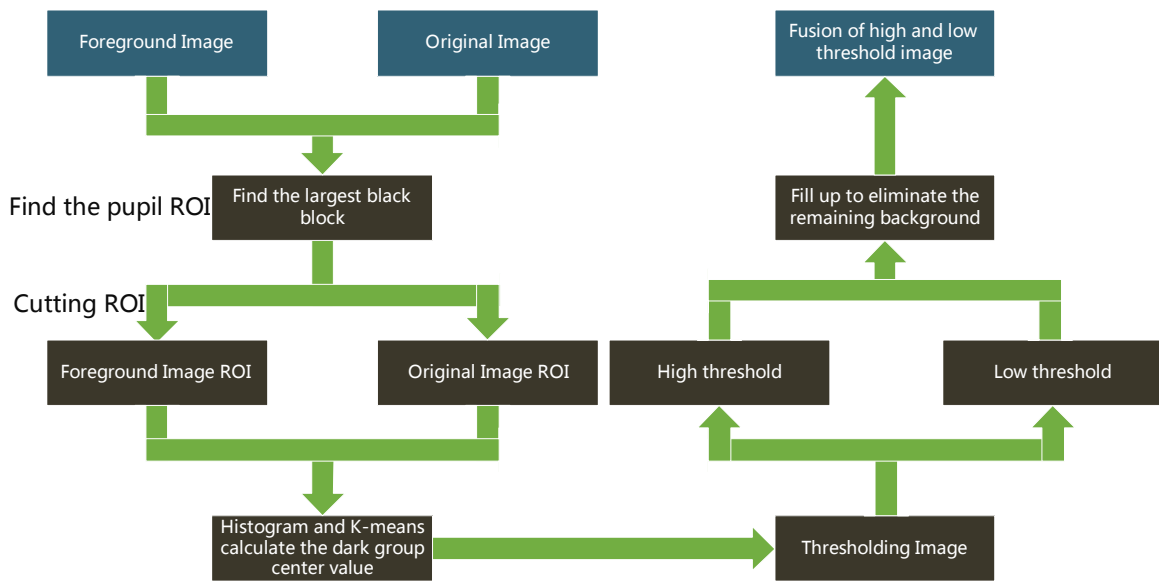 Foreground Image
Original Image
Fusion of high and low
threshold image
Find the pupil ROI
Find the largest black
block
Fill up to eliminate the
remaining background
Cutting ROI
Foreground Image ROI
Original Image ROI
High threshold
Low threshold
Histogram and K-means
calculate the dark group
center value
Thresholding Image